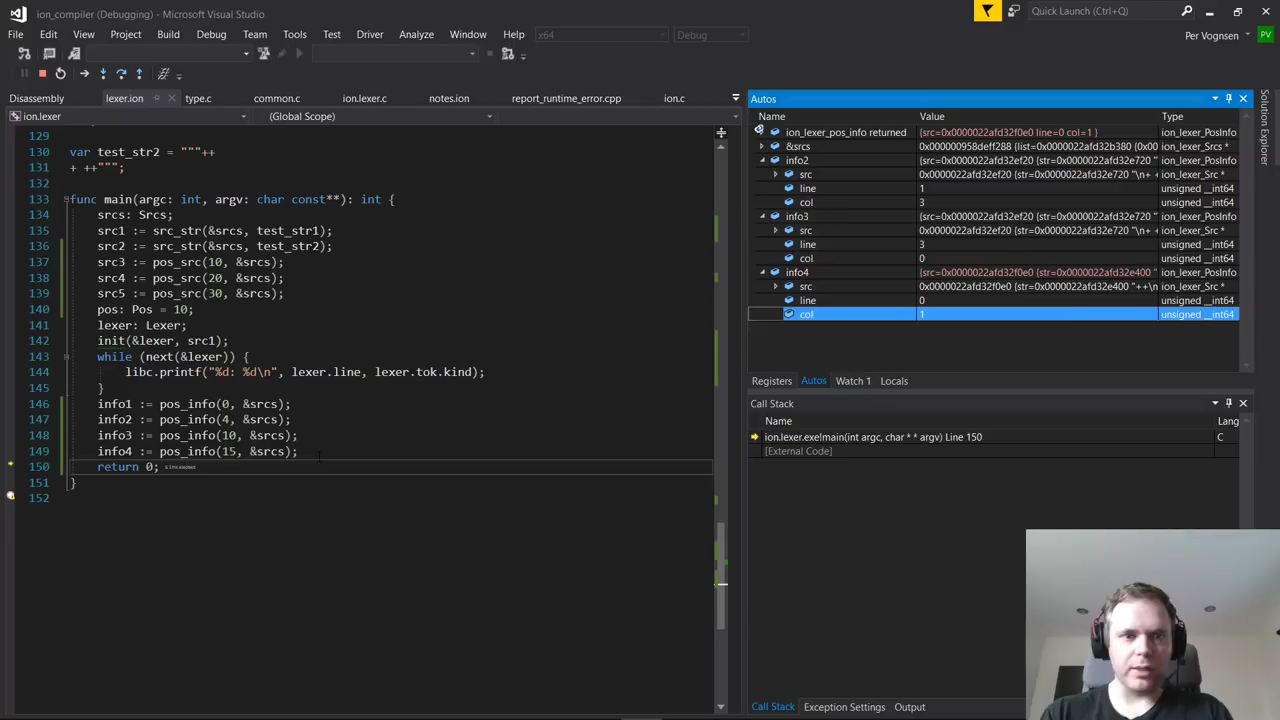 ion_compiler (Debugging) - Microsoft Visual Studio
Quick Launch (Ctrl+Q)
File Edit View Project Build Debug Team Tools Test Driver Analyze Window Help x64 Debug
Per Vognsen PV
Disassembly lexer.ion type.c common.c ion.lexer.c notes.ion report_runtime_error.cpp ion.c
ion.lexer (Global Scope)
129
130 var test_str2 = """++
131 + ++""";
132
133 func main(argc: int, argv: char const**): int {
134 srcs: Srcs;
135 src1 := src_str(&srcs, test_str1);
136 src2 := src_str(&srcs, test_str2);
137 src3 := pos_src(10, &srcs);
138 src4 := pos_src(20, &srcs);
139 src5 := pos_src(30, &srcs);
140 pos: Pos = 10;
141 lexer: Lexer;
142 init(&lexer, src1);
143 while (next(&lexer)) {
144 libc.printf("%d: %d\n", lexer.line, lexer.tok.kind);
145 }
146 info1 := pos_info(0, &srcs);
147 info2 := pos_info(4, &srcs);
148 info3 := pos_info(10, &srcs);
149 info4 := pos_info(15, &srcs);
150 return 0; ≤ 1ms elapsed
151 }
152
Autos
Name Value Type
ion_lexer_pos_info returned {src=0x0000022afd32f0e0 line=0 col=1 } ion_lexer_PosInfo
&srcs 0x000000958deff288 {list=0x0000022afd32b380 {0x00 ion_lexer_Srcs *
info2 {src=0x0000022afd32ef20 {str=0x0000022afd32e720 " ion_lexer_PosInfo
src 0x0000022afd32ef20 {str=0x0000022afd32e720 "\n+ + ion_lexer_Src *
line 1 unsigned __int64
col 3 unsigned __int64
info3 {src=0x0000022afd32ef20 {str=0x0000022afd32e720 " ion_lexer_PosInfo
src 0x0000022afd32ef20 {str=0x0000022afd32e720 "\n+ + ion_lexer_Src *
line 3 unsigned __int64
col 0 unsigned __int64
info4 {src=0x0000022afd32f0e0 {str=0x0000022afd32e400 " ion_lexer_PosInfo
src 0x0000022afd32f0e0 {str=0x0000022afd32e400 "++\n ion_lexer_Src *
line 0 unsigned __int64
col 1 unsigned __int64
Registers Autos Watch 1 Locals
Call Stack
Name Lang
ion.lexer.exe!main(int argc, char * * argv) Line 150 C
[External Code]
Call Stack Exception Settings Output
Solution Explorer